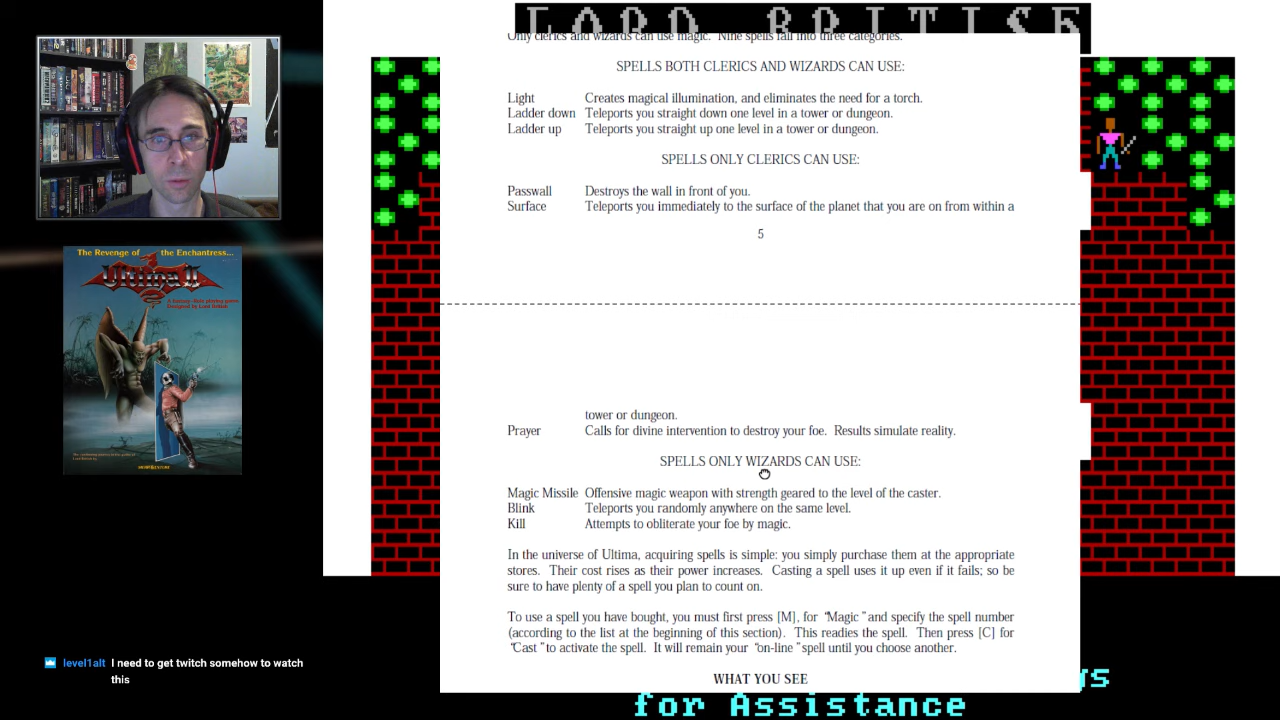 LORD BRITISH
Only clerics and wizards can use magic. Nine spells fall into three categories.
SPELLS BOTH CLERICS AND WIZARDS CAN USE:
Light Creates magical illumination, and eliminates the need for a torch.
Ladder down Teleports you straight down one level in a tower or dungeon.
Ladder up Teleports you straight up one level in a tower or dungeon.
SPELLS ONLY CLERICS CAN USE:
Passwall Destroys the wall in front of you.
Surface Teleports you immediately to the surface of the planet that you are on from within a
5
tower or dungeon.
Prayer Calls for divine intervention to destroy your foe. Results simulate reality.
SPELLS ONLY WIZARDS CAN USE:
Magic Missile Offensive magic weapon with strength geared to the level of the caster.
Blink Teleports you randomly anywhere on the same level.
Kill Attempts to obliterate your foe by magic.
In the universe of Ultima, acquiring spells is simple: you simply purchase them at the appropriate
stores. Their cost rises as their power increases. Casting a spell uses it up even if it fails; so be
sure to have plenty of a spell you plan to count on.
To use a spell you have bought, you must first press [M], for "Magic" and specify the spell number
(according to the list at the beginning of this section). This readies the spell. Then press [C] for
"Cast" to activate the spell. It will remain your "on-line" spell until you choose another.
WHAT YOU SEE
gs
for Assistance
The Revenge of the Enchantress...
Ultima II
level1alt I need to get twitch somehow to watch
this